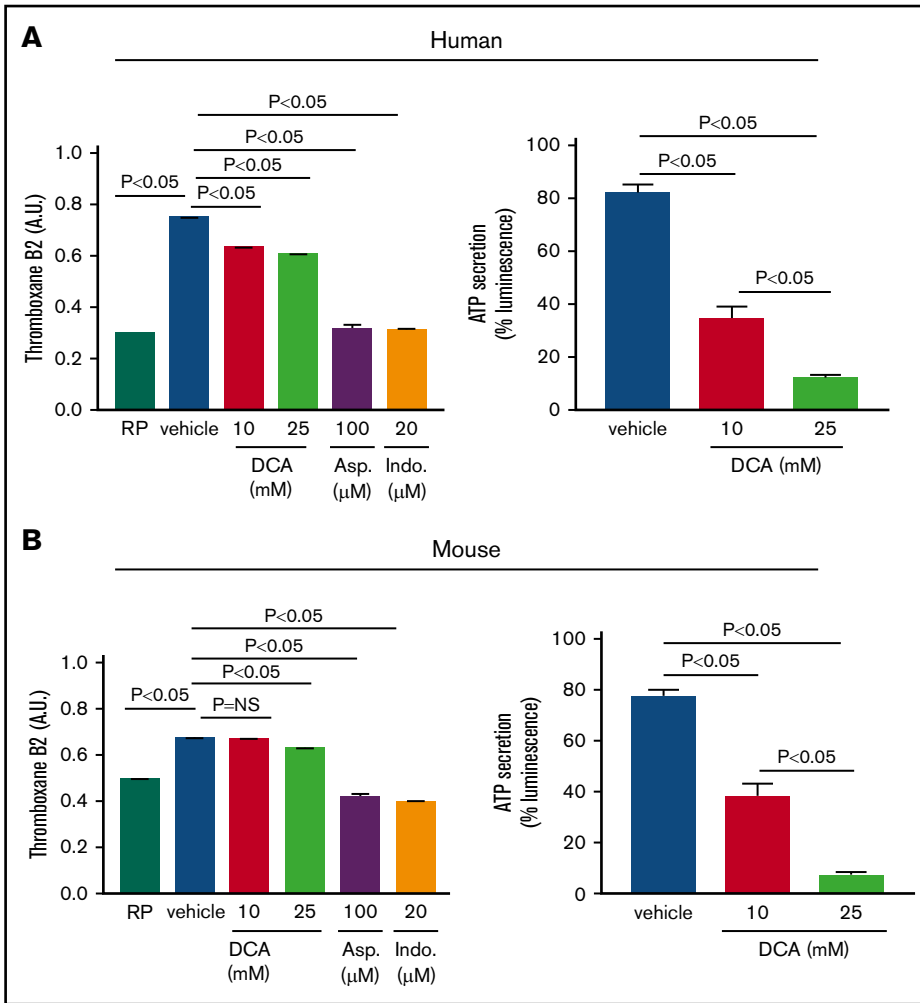 A
Human
P<0.05
P<0.05
P<0.05
P<0.05
P<0.05
Thromboxane B2 (A.U.)
1.0
0.8
0.6
0.4
0.2
0.0
RP vehicle 10 25 100 20
DCA Asp. Indo.
(mM) (μM) (μM)
P<0.05
P<0.05
P<0.05
ATP secretion
(% luminescence)
100
80
60
40
20
0
vehicle 10 25
DCA (mM)
B
Mouse
P<0.05
P<0.05
P<0.05
P<0.05
P=NS
Thromboxane B2 (A.U.)
1.0
0.8
0.6
0.4
0.2
0.0
RP vehicle 10 25 100 20
DCA Asp. Indo.
(mM) (μM) (μM)
P<0.05
P<0.05
P<0.05
ATP secretion
(% luminescence)
100
80
60
40
20
0
vehicle 10 25
DCA (mM)